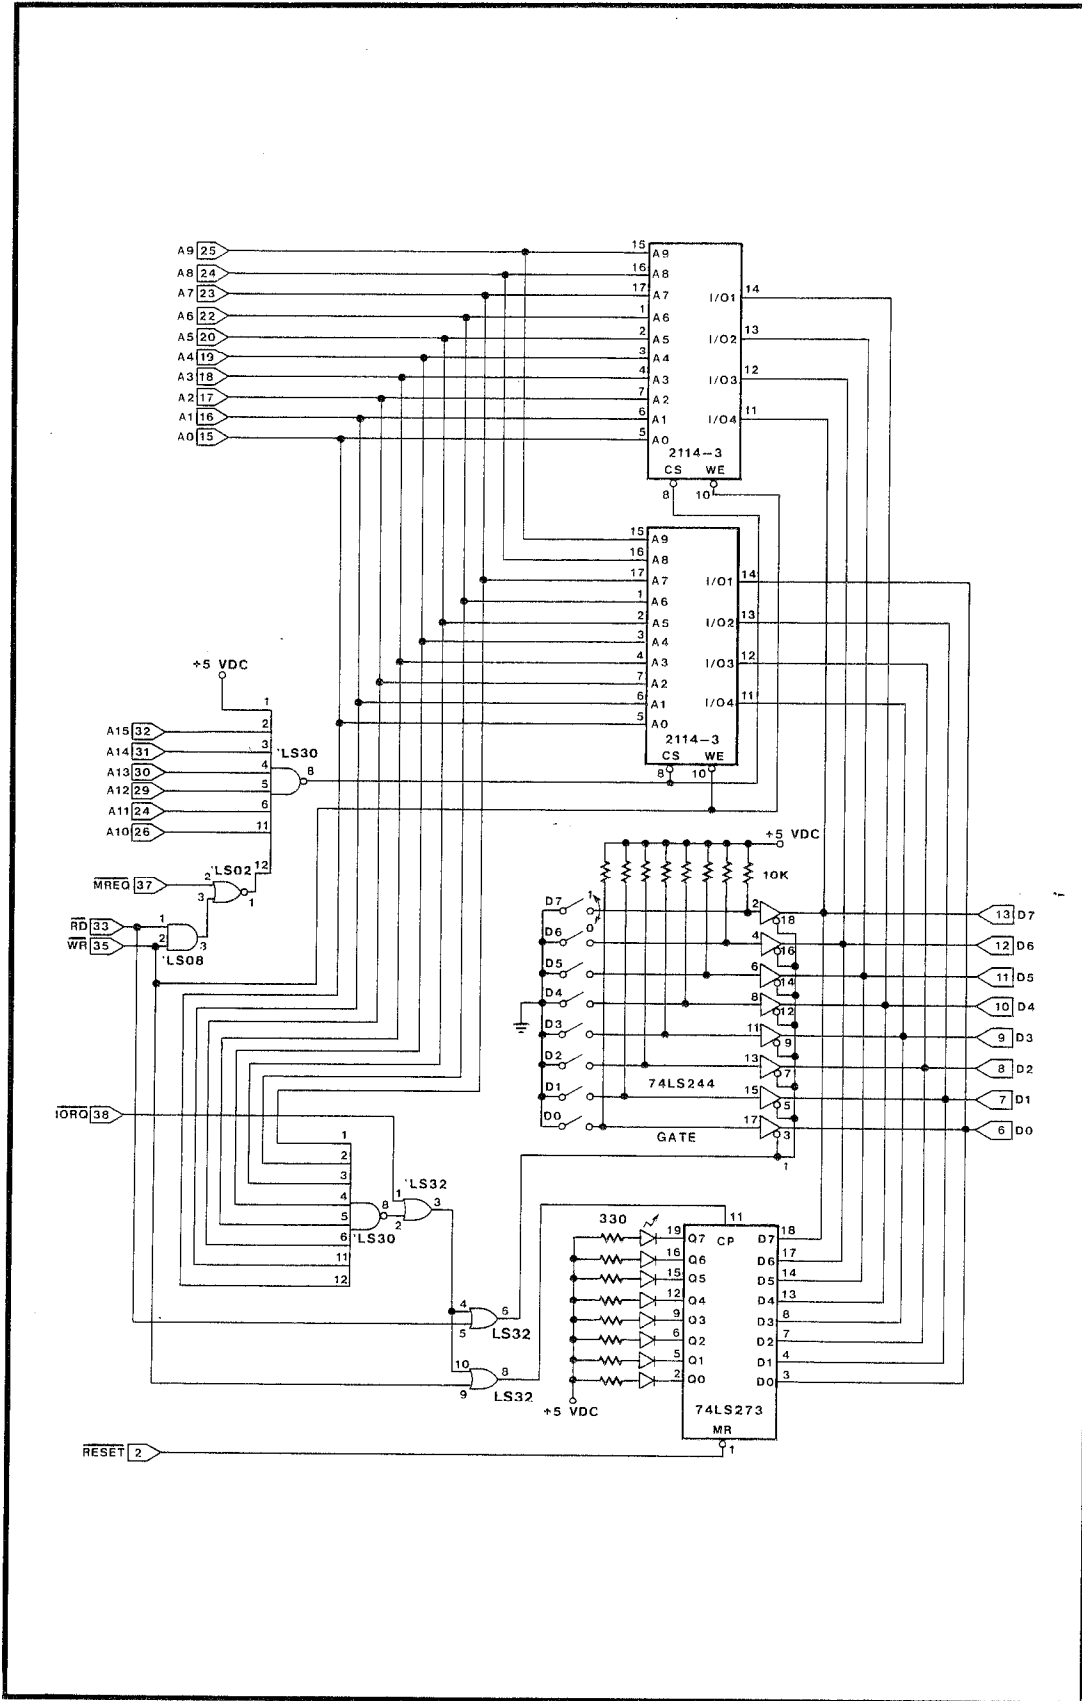 A9 25
A8 24
A7 23
A6 22
A5 20
A4 19
A3 18
A2 17
A1 16
A0 15
15 A9
16 A8
17 A7
1 A6
2 A5
3 A4
4 A3
7 A2
6 A1
5 A0
I/O1 14
I/O2 13
I/O3 12
I/O4 11
2114-3
CS WE
8 10
15 A9
16 A8
17 A7
1 A6
2 A5
3 A4
4 A3
7 A2
6 A1
5 A0
I/O1 14
I/O2 13
I/O3 12
I/O4 11
2114-3
CS WE
8 10
+5 VDC
1
A15 32 2
A14 31 3
'LS30
A13 30 4
8
A12 29 5
A11 24 6
A10 26 11
12
'LS02
MREQ 37 2
3 1
RD 33 1
WR 35 2 3
'LS08
+5 VDC
10K
D7 1 0 2 18 13 D7
D6 4 16 12 D6
D5 6 14 11 D5
D4 8 12 10 D4
D3 11 9 9 D3
D2 13 7 8 D2
74LS244
D1 15 5 7 D1
D0 17 3 6 D0
GATE
1
IORQ 38
1
2
3
4
5
6
11
12
8
'LS30
'LS32
1
2 3
4
5 6
LS32
10
9 8
LS32
330
+5 VDC
11
CP
19 Q7 D7 18
16 Q6 D6 17
15 Q5 D5 14
12 Q4 D4 13
9 Q3 D3 8
6 Q2 D2 7
5 Q1 D1 4
2 Q0 D0 3
74LS273
MR
1
RESET 2